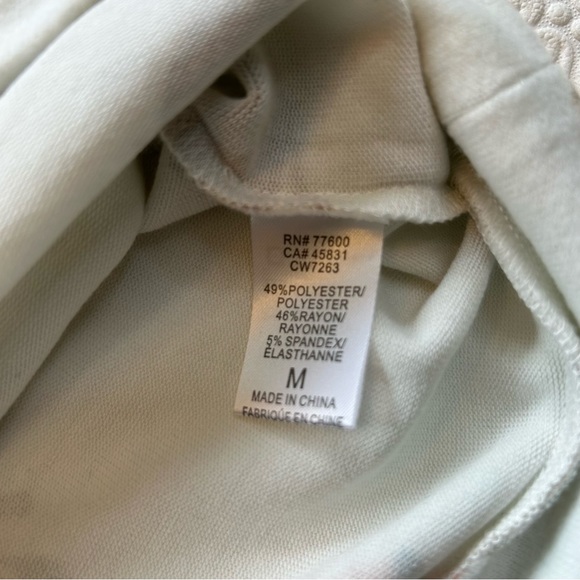 RN# 77600
CA# 45831
CW7263
49%POLYESTER/
POLYESTER
46%RAYON/
RAYONNE
5% SPANDEX/
ÉLASTHANNE
M
MADE IN CHINA
FABRIQUÉ EN CHINE